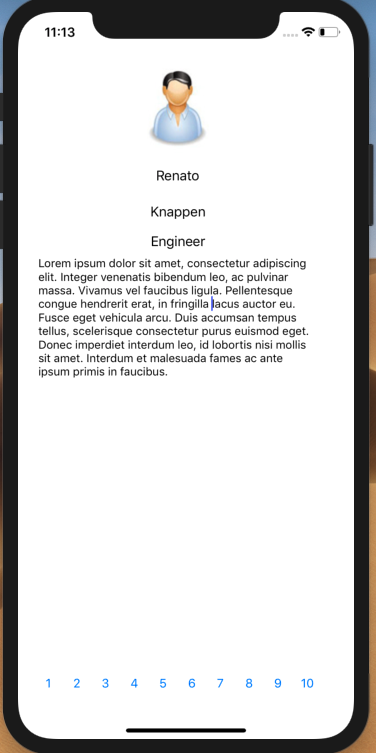 11:13
Renato
Knappen
Engineer
Lorem ipsum dolor sit amet, consectetur adipiscing
elit. Integer venenatis bibendum leo, ac pulvinar
massa. Vivamus vel faucibus ligula. Pellentesque
congue hendrerit erat, in fringilla lacus auctor eu.
Fusce eget vehicula arcu. Duis accumsan tempus
tellus, scelerisque consectetur purus euismod eget.
Donec imperdiet interdum leo, id lobortis nisi mollis
sit amet. Interdum et malesuada fames ac ante
ipsum primis in faucibus.
1 2 3 4 5 6 7 8 9 10